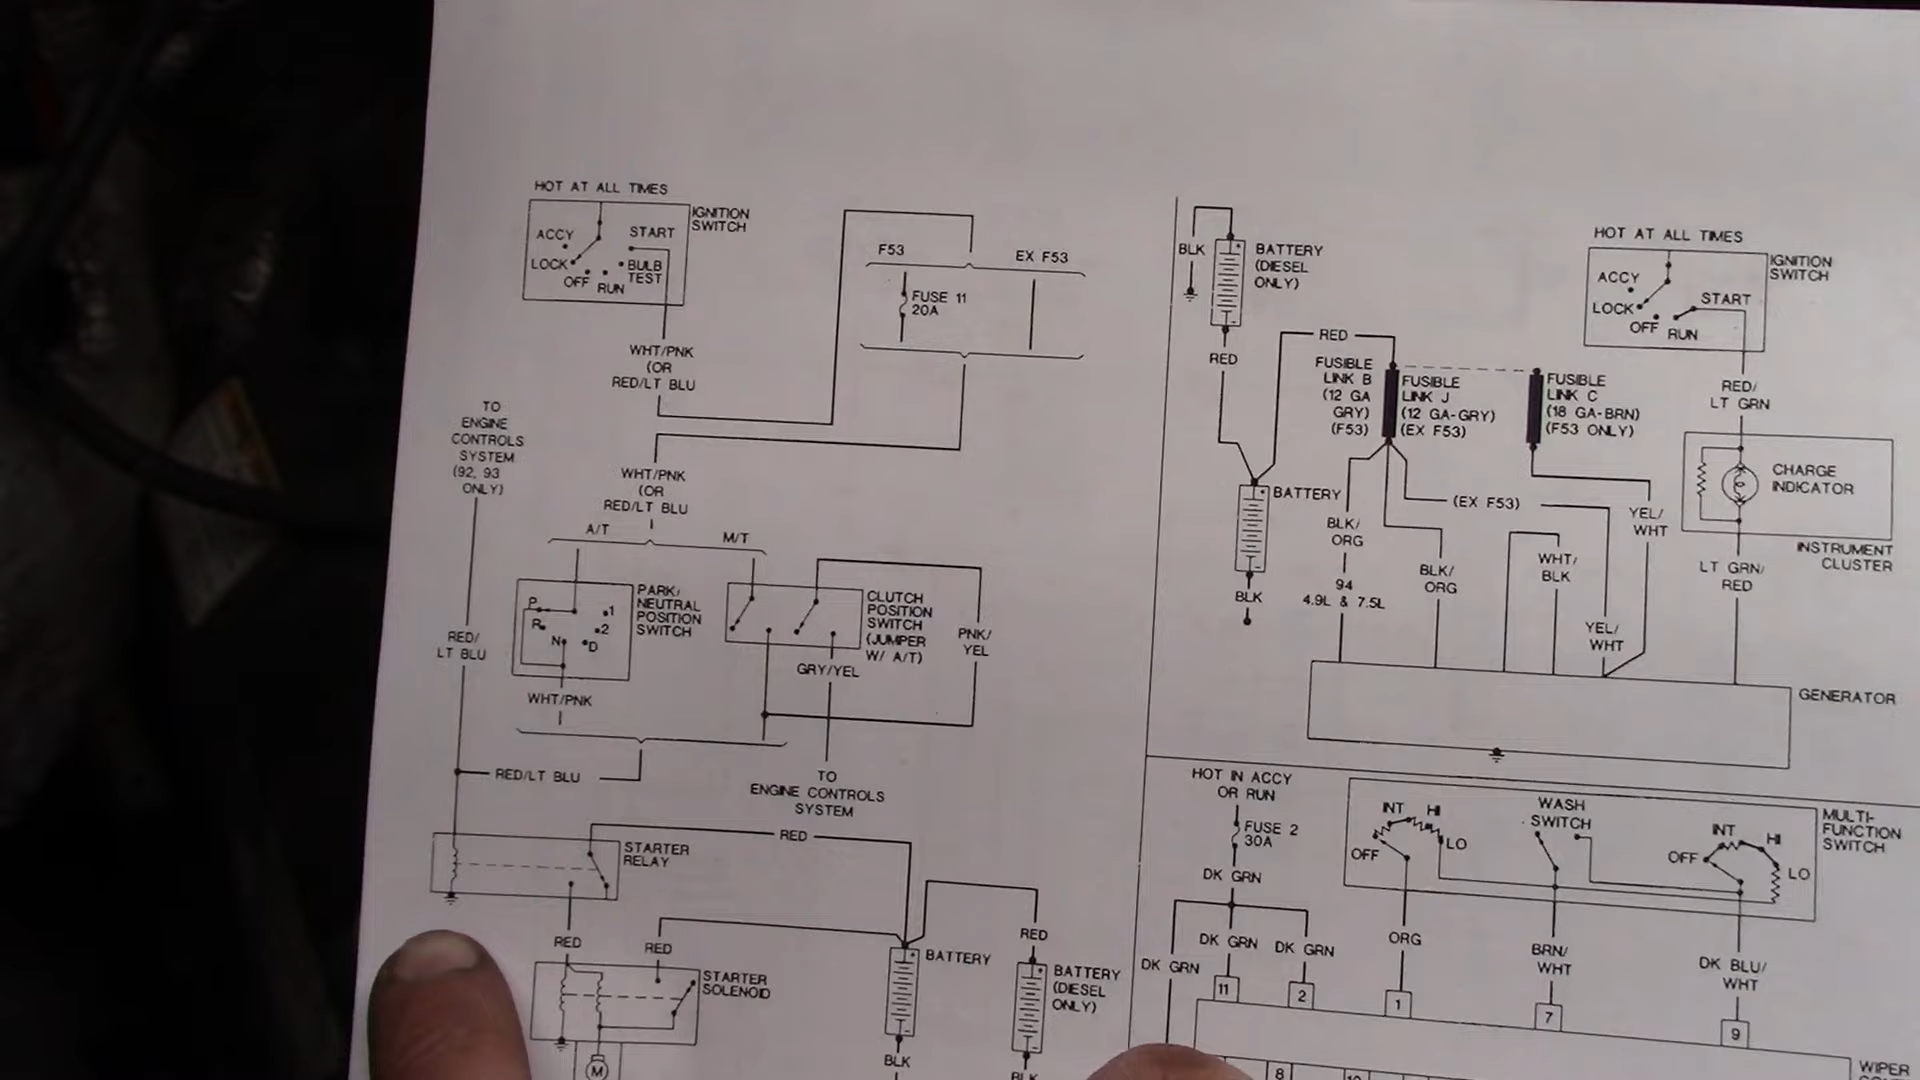 HOT AT ALL TIMES
IGNITION
SWITCH
ACCY
START
LOCK
BULB
TEST
OFF
RUN
WHT/PNK
(OR
RED/LT BLU
F53
EX F53
FUSE 11
20A
TO
ENGINE
CONTROLS
SYSTEM
(92, 93
ONLY)
WHT/PNK
(OR
RED/LT BLU
A/T
M/T
PARK/
NEUTRAL
POSITION
SWITCH
P
R
N
D
2
1
CLUTCH
POSITION
SWITCH
(JUMPER
W/ A/T)
PNK/
YEL
GRY/YEL
RED/
LT BLU
WHT/PNK
RED/LT BLU
TO
ENGINE CONTROLS
SYSTEM
RED
STARTER
RELAY
RED
RED
RED
STARTER
SOLENOID
M
BATTERY
BATTERY
(DIESEL
ONLY)
BLK
BLK
BLK
BATTERY
(DIESEL
ONLY)
RED
RED
FUSIBLE
LINK B
(12 GA
GRY)
(F53)
FUSIBLE
LINK J
(12 GA-GRY)
(EX F53)
FUSIBLE
LINK C
(18 GA-BRN)
(F53 ONLY)
BATTERY
BLK
HOT AT ALL TIMES
IGNITION
SWITCH
ACCY
LOCK
OFF
RUN
START
RED/
LT GRN
CHARGE
INDICATOR
INSTRUMENT
CLUSTER
(EX F53)
YEL/
WHT
BLK/
ORG
94
4.9L & 7.5L
BLK/
ORG
WHT/
BLK
YEL/
WHT
LT GRN/
RED
GENERATOR
HOT IN ACCY
OR RUN
FUSE 2
30A
DK GRN
DK GRN
DK GRN
DK GRN
INT
HI
LO
OFF
WASH
SWITCH
INT
HI
LO
OFF
MULTI-
FUNCTION
SWITCH
ORG
BRN/
WHT
DK BLU/
WHT
11
2
1
7
9
8
WIPER